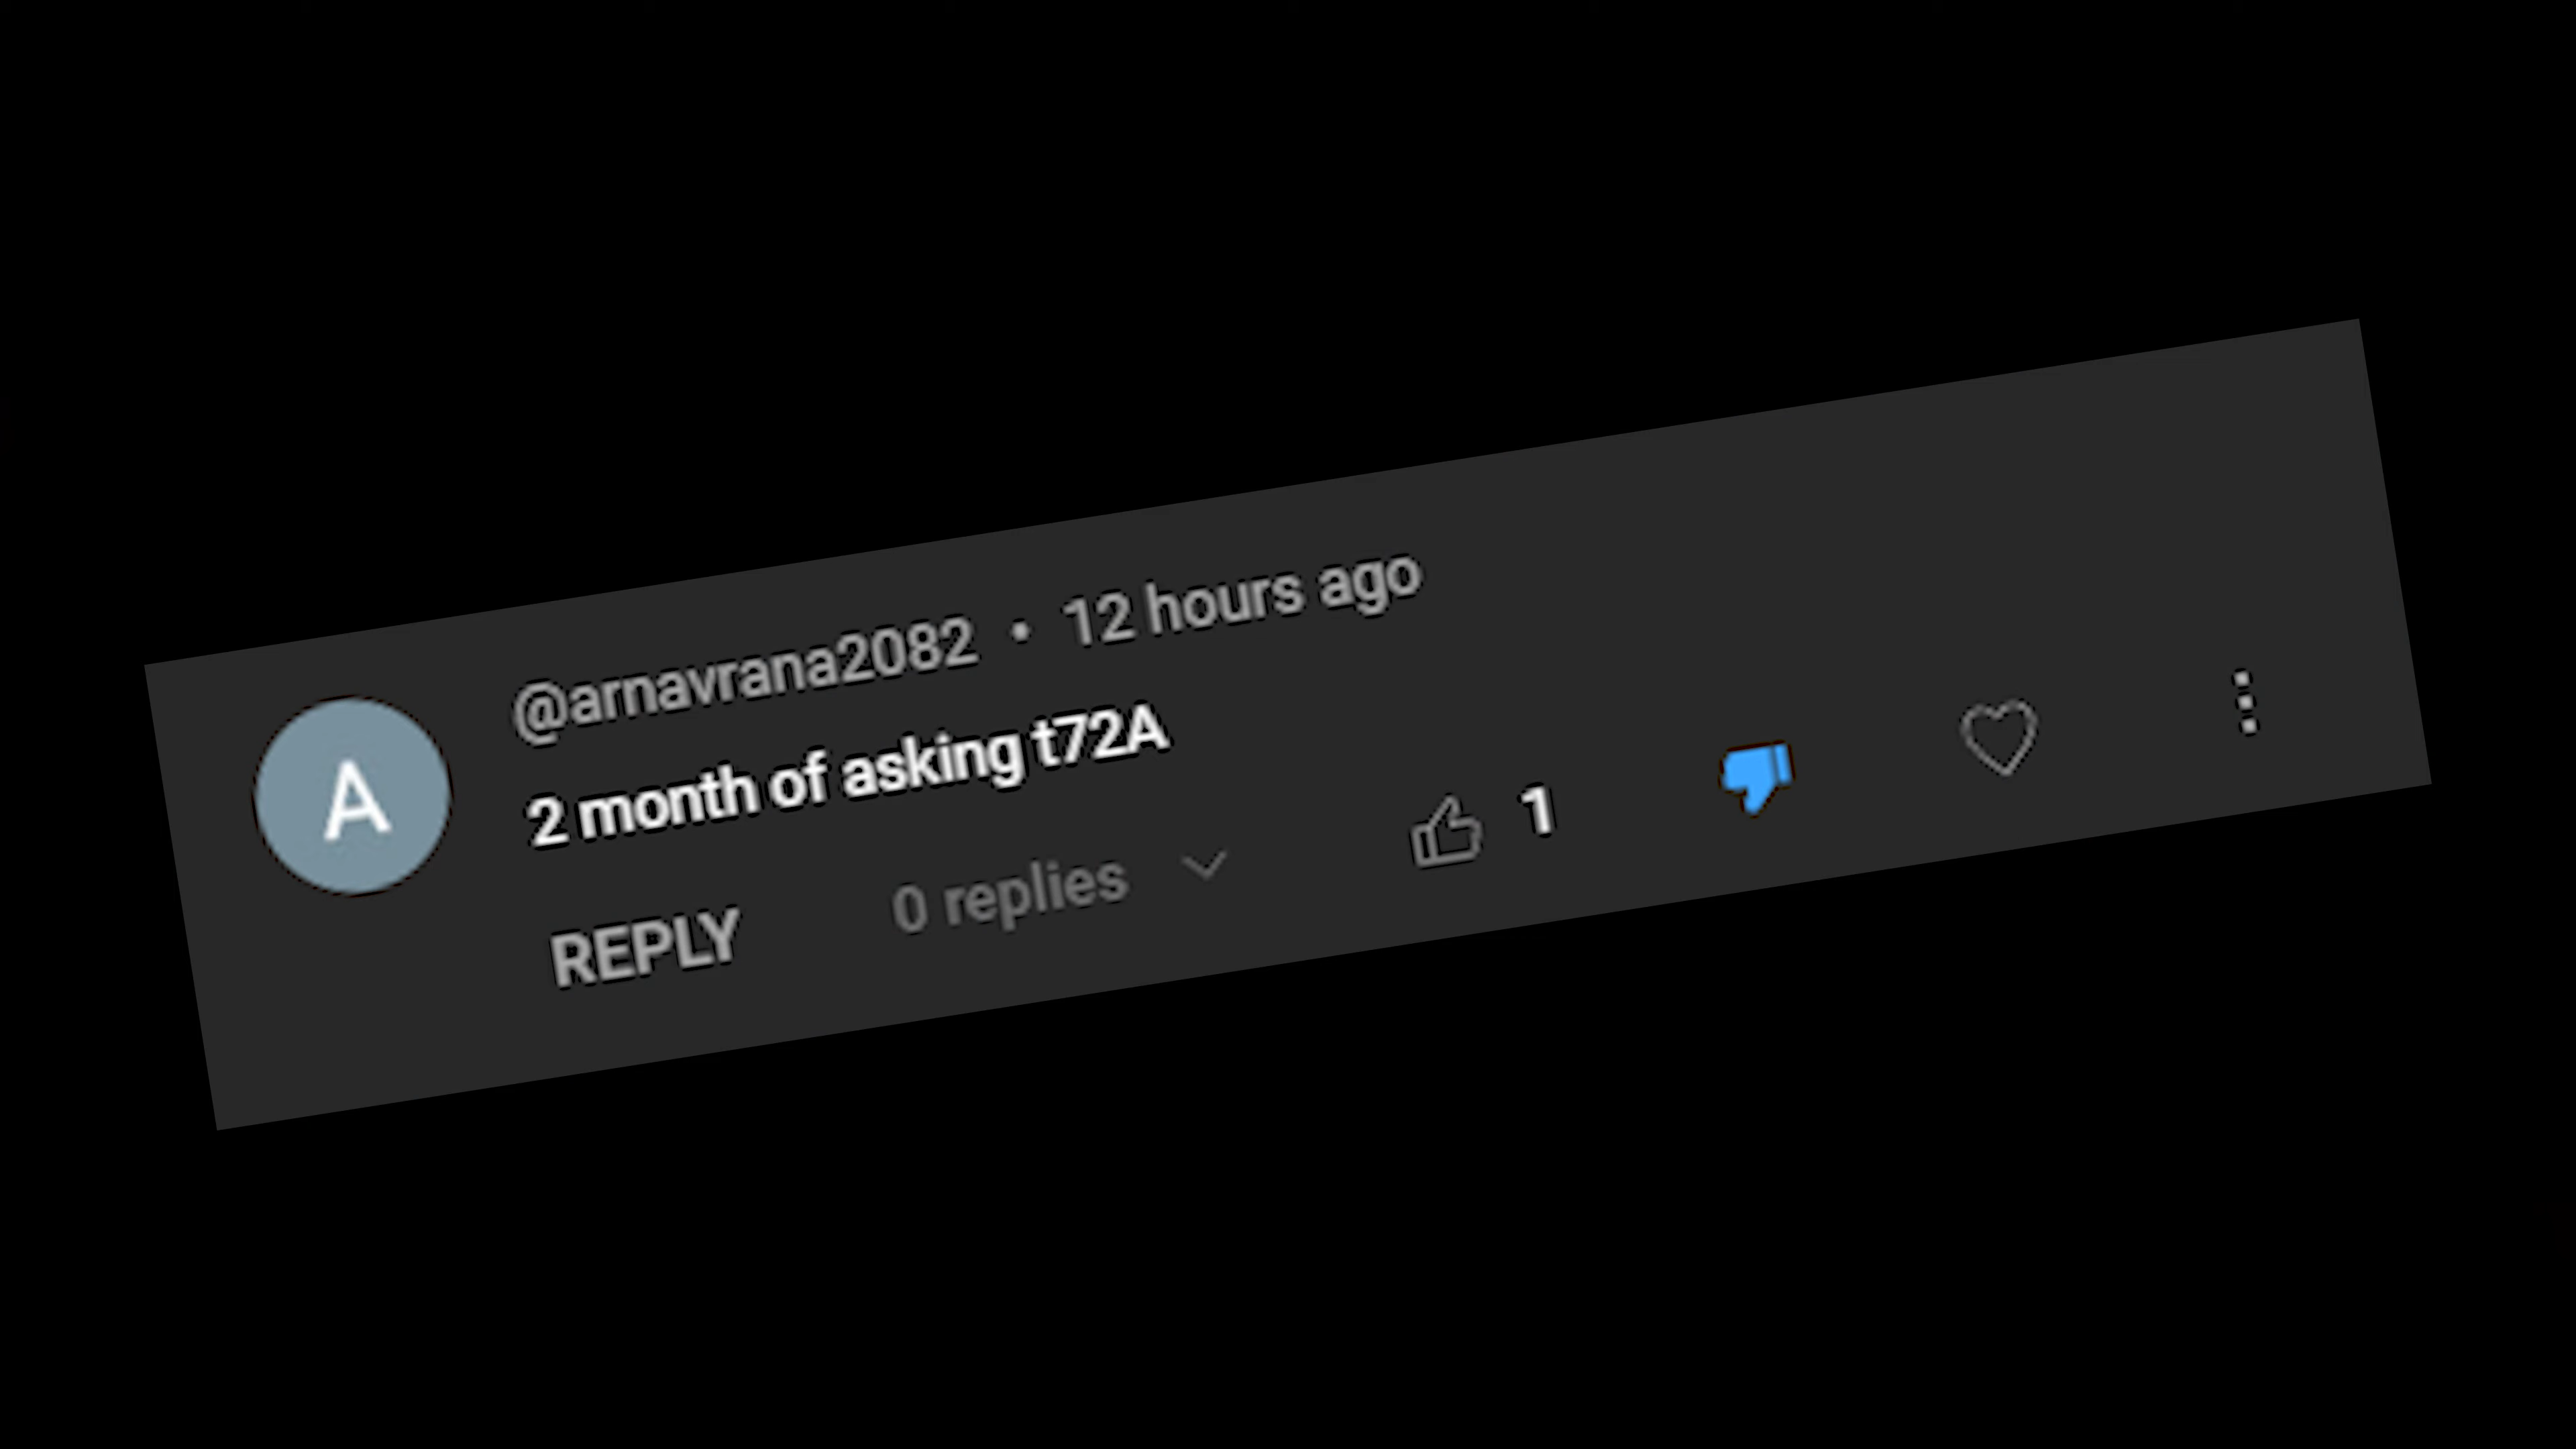 A
@arnavrana2082 • 12 hours ago
2 month of asking t72A
REPLY 0 replies 1